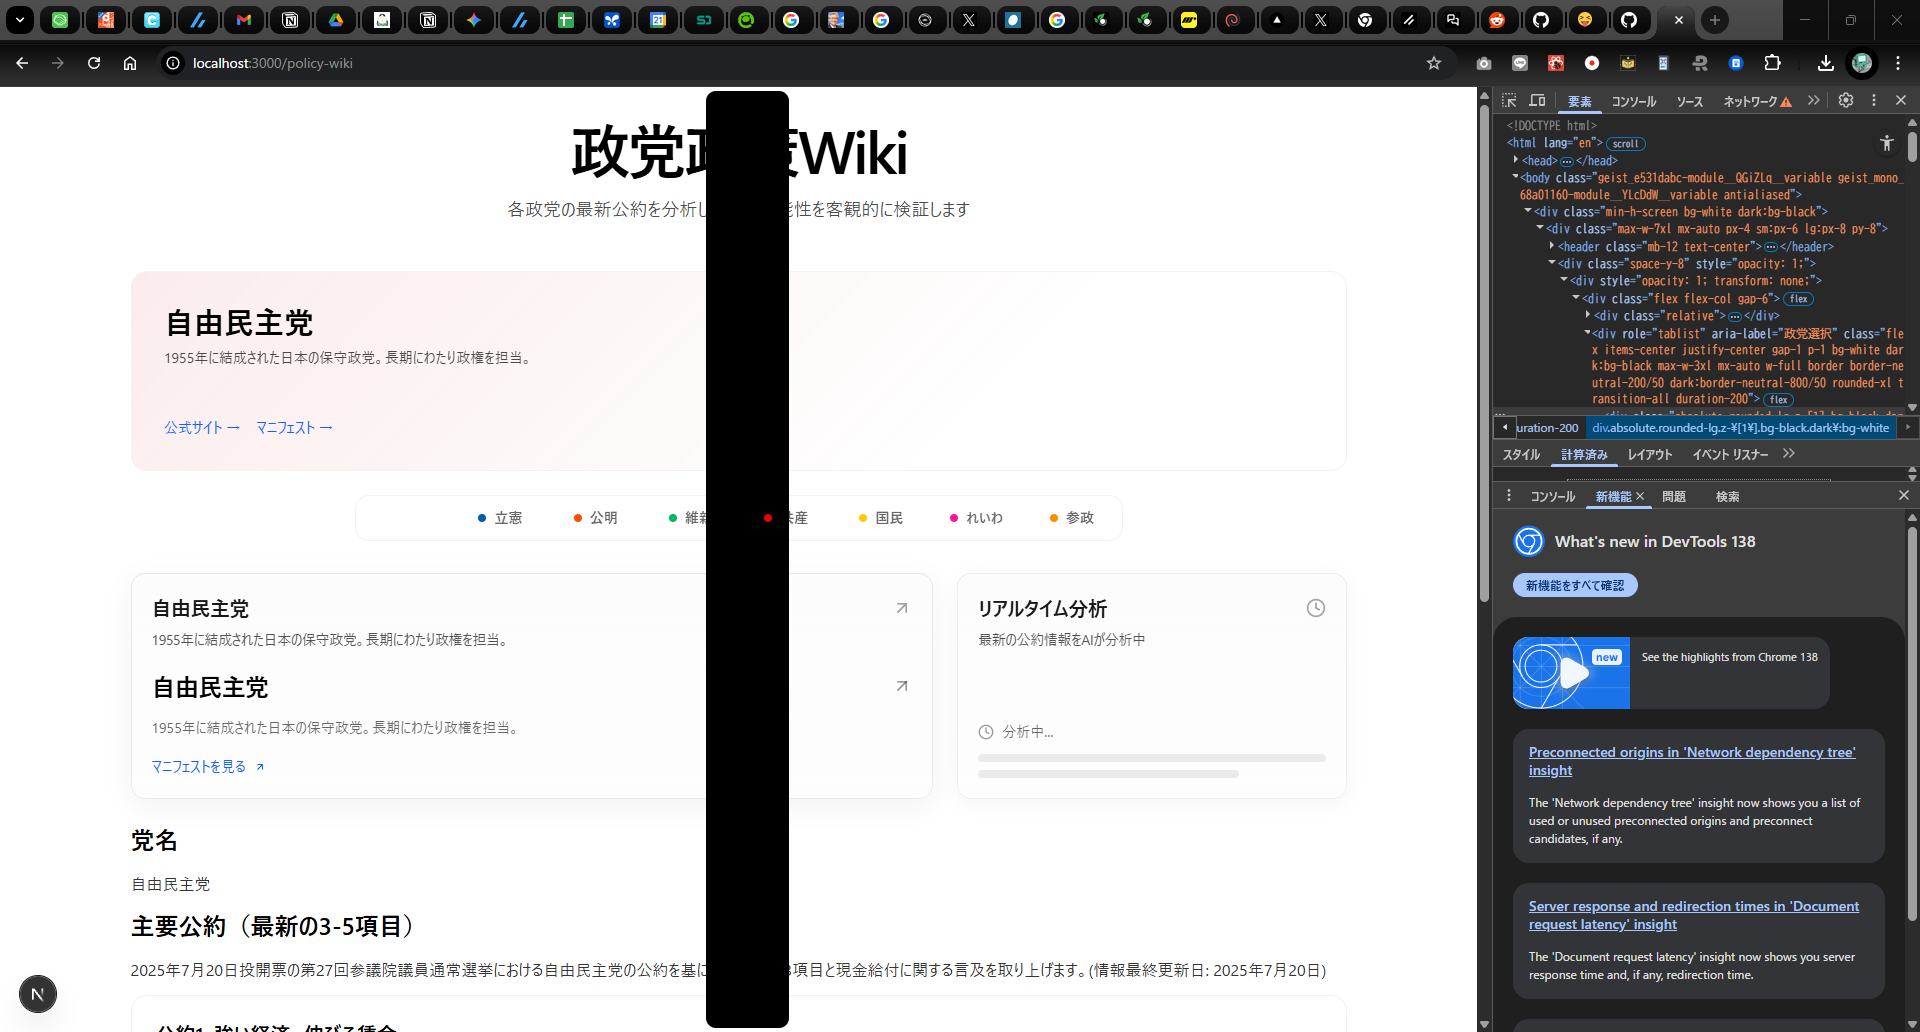 localhost:3000/policy-wiki
政党政策Wiki
各政党の最新公約を分析し 性を客観的に検証します
自由民主党
1955年に結成された日本の保守政党。長期にわたり政権を担当。
公式サイト → マニフェスト →
立憲 公明 維新 共産 国民 れいわ 参政
自由民主党
1955年に結成された日本の保守政党。長期にわたり政権を担当。
自由民主党
1955年に結成された日本の保守政党。長期にわたり政権を担当。
マニフェストを見る
リアルタイム分析
最新の公約情報をAIが分析中
分析中...
党名
自由民主党
主要公約（最新の3-5項目）
2025年7月20日投開票の第27回参議院議員通常選挙における自由民主党の公約を基に 項目と現金給付に関する言及を取り上げます。(情報最終更新日: 2025年7月20日)
公約1: 強い経済、伸びる賃金
N
要素 コンソール ソース ネットワーク
<!DOCTYPE html>
<html lang="en"> scroll
<head> </head>
<body class="geist_e531dabc-module__QGiZLq__variable geist_mono_
68a01160-module__YLcDdW__variable antialiased">
<div class="min-h-screen bg-white dark:bg-black">
<div class="max-w-7xl mx-auto px-4 sm:px-6 lg:px-8 py-8">
<header class="mb-12 text-center"> </header>
<div class="space-y-8" style="opacity: 1;">
<div style="opacity: 1; transform: none;">
<div class="flex flex-col gap-6"> flex
<div class="relative"> </div>
<div role="tablist" aria-label="政党選択" class="fle
x items-center justify-center gap-1 p-1 bg-white dar
k:bg-black max-w-3xl mx-auto w-full border border-ne
utral-200/50 dark:border-neutral-800/50 rounded-xl t
ransition-all duration-200"> flex
uration-200 div.absolute.rounded-lg.z-¥[1¥].bg-black.dark¥:bg-white
スタイル 計算済み レイアウト イベント リスナー
コンソール 新機能 問題 検索
What's new in DevTools 138
新機能をすべて確認
new
See the highlights from Chrome 138
Preconnected origins in 'Network dependency tree'
insight
The 'Network dependency tree' insight now shows you a list of
used or unused preconnected origins and preconnect
candidates, if any.
Server response and redirection times in 'Document
request latency' insight
The 'Document request latency' insight now shows you server
response time and, if any, redirection time.